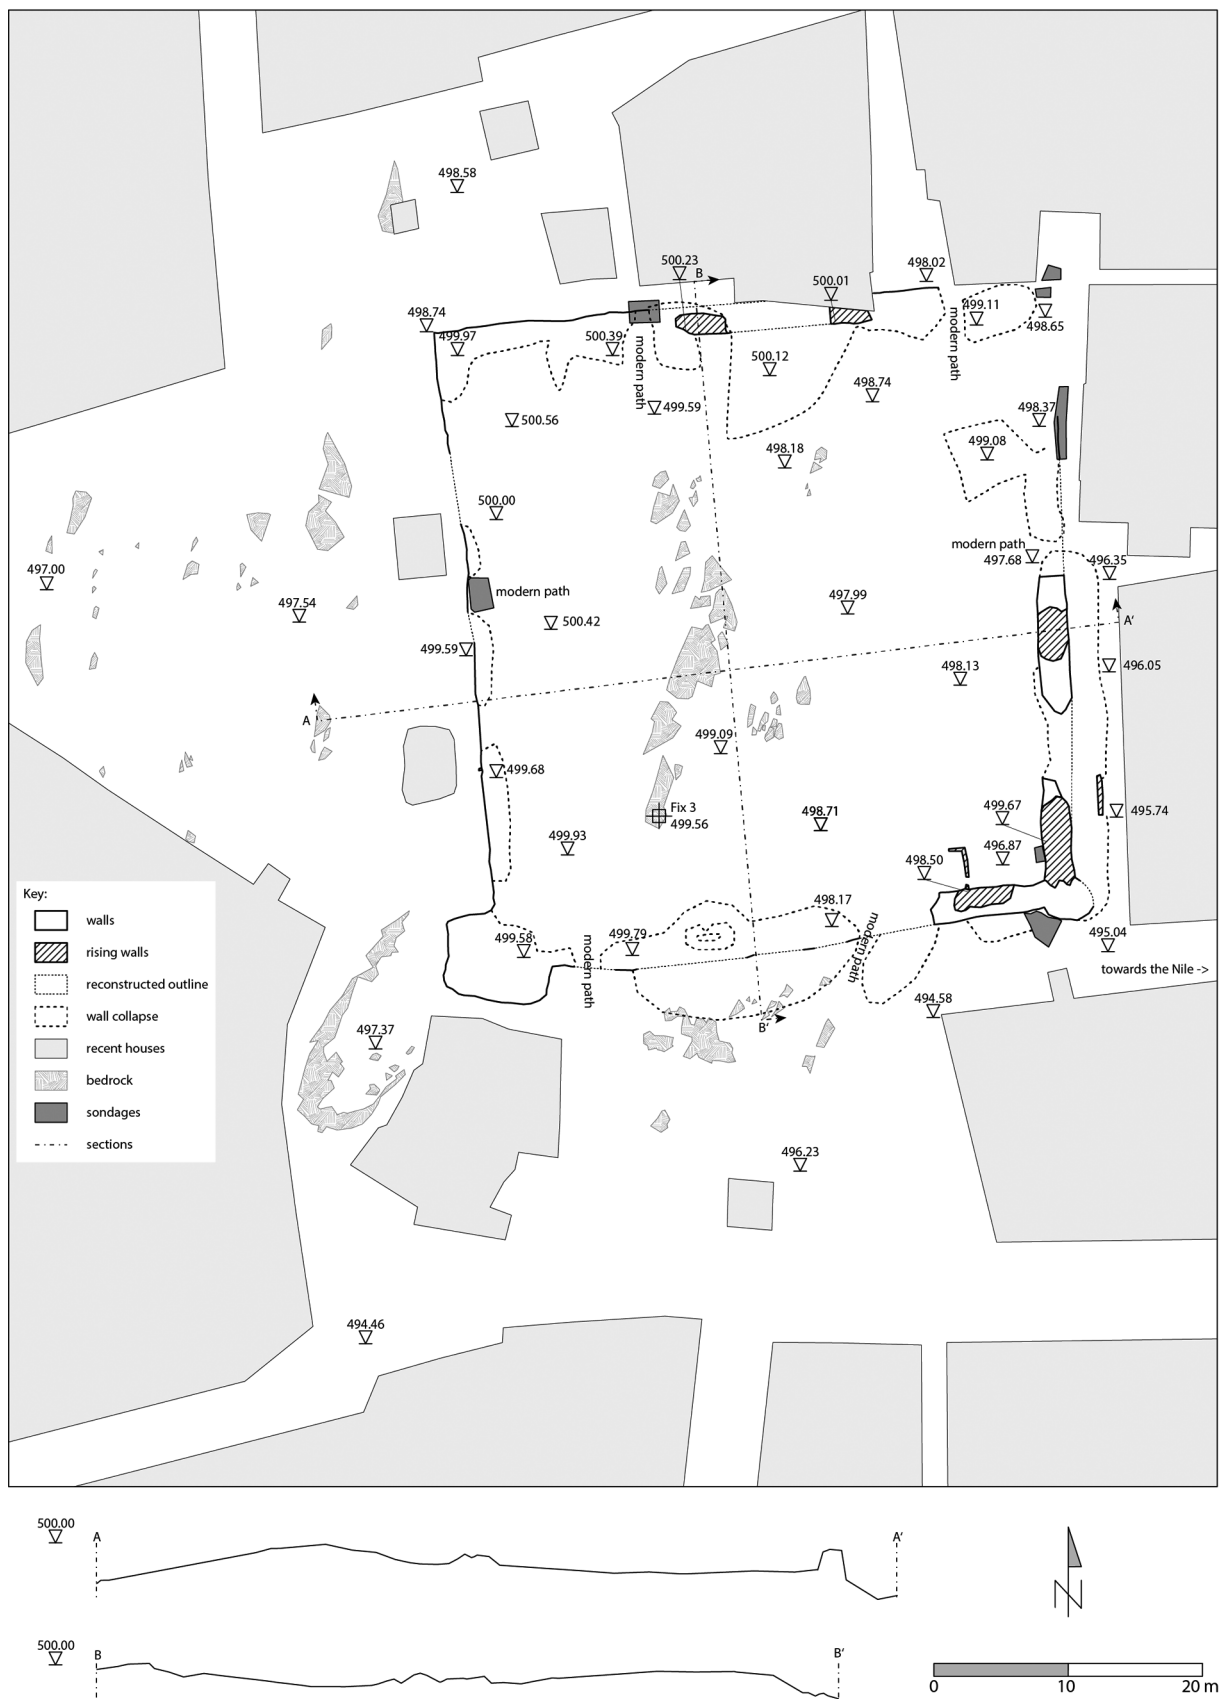 498.58
500.23
B
498.02
500.01
499.11
498.74
498.65
499.97
500.39
modern path
modern path
500.12
498.74
499.59
498.37
500.56
498.18
499.08
500.00
modern path
497.68
496.35
497.00
modern path
497.54
497.99
500.42
A'
499.59
498.13
496.05
A
499.09
499.68
Fix 3
499.56
498.71
499.67
495.74
499.93
496.87
498.50
Key:
walls
rising walls
reconstructed outline
wall collapse
recent houses
bedrock
sondages
sections
498.17
499.58
499.79
modern path
modern path
495.04
towards the Nile ->
494.58
B'
497.37
496.23
494.46
500.00
A
A'
N
500.00
B
B'
0
10
20 m